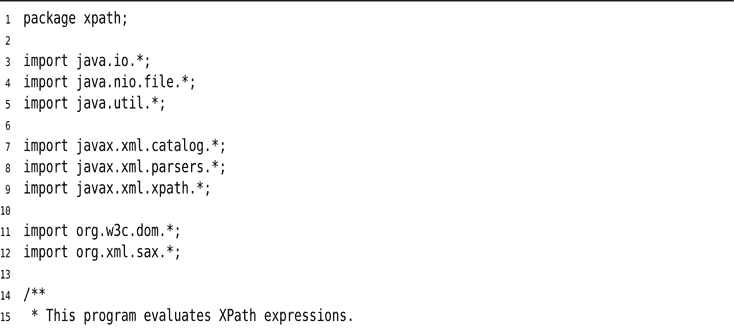 1 package xpath;
2
3 import java.io.*;
4 import java.nio.file.*;
5 import java.util.*;
6
7 import javax.xml.catalog.*;
8 import javax.xml.parsers.*;
9 import javax.xml.xpath.*;
10
11 import org.w3c.dom.*;
12 import org.xml.sax.*;
13
14 /**
15  * This program evaluates XPath expressions.